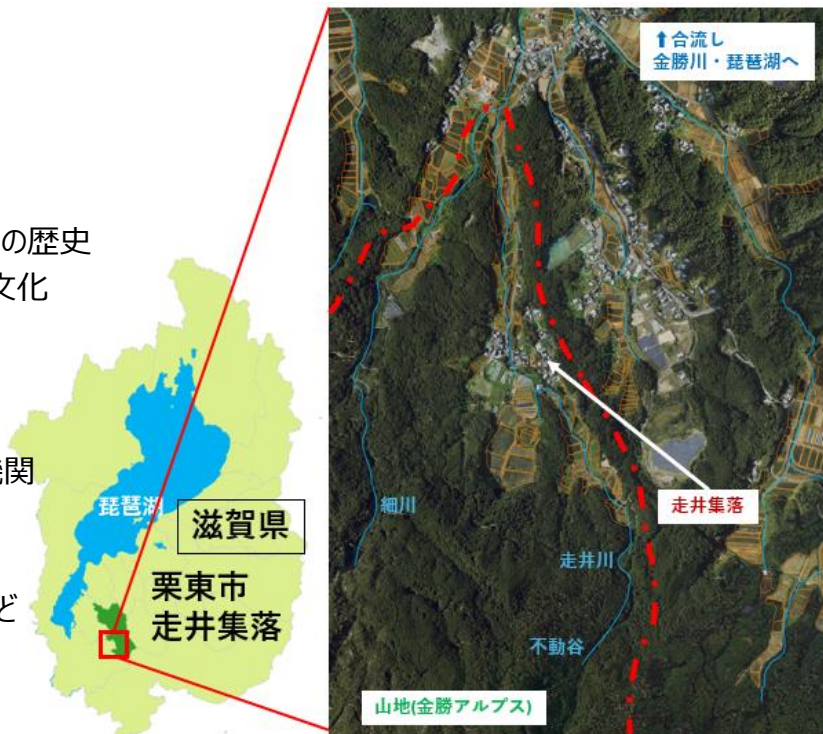 の歴史
文化
機関
ど
琵琶湖
滋賀県
栗東市
走井集落
⬆合流し
金勝川・琵琶湖へ
細川
走井集落
走井川
不動谷
山地(金勝アルプス)